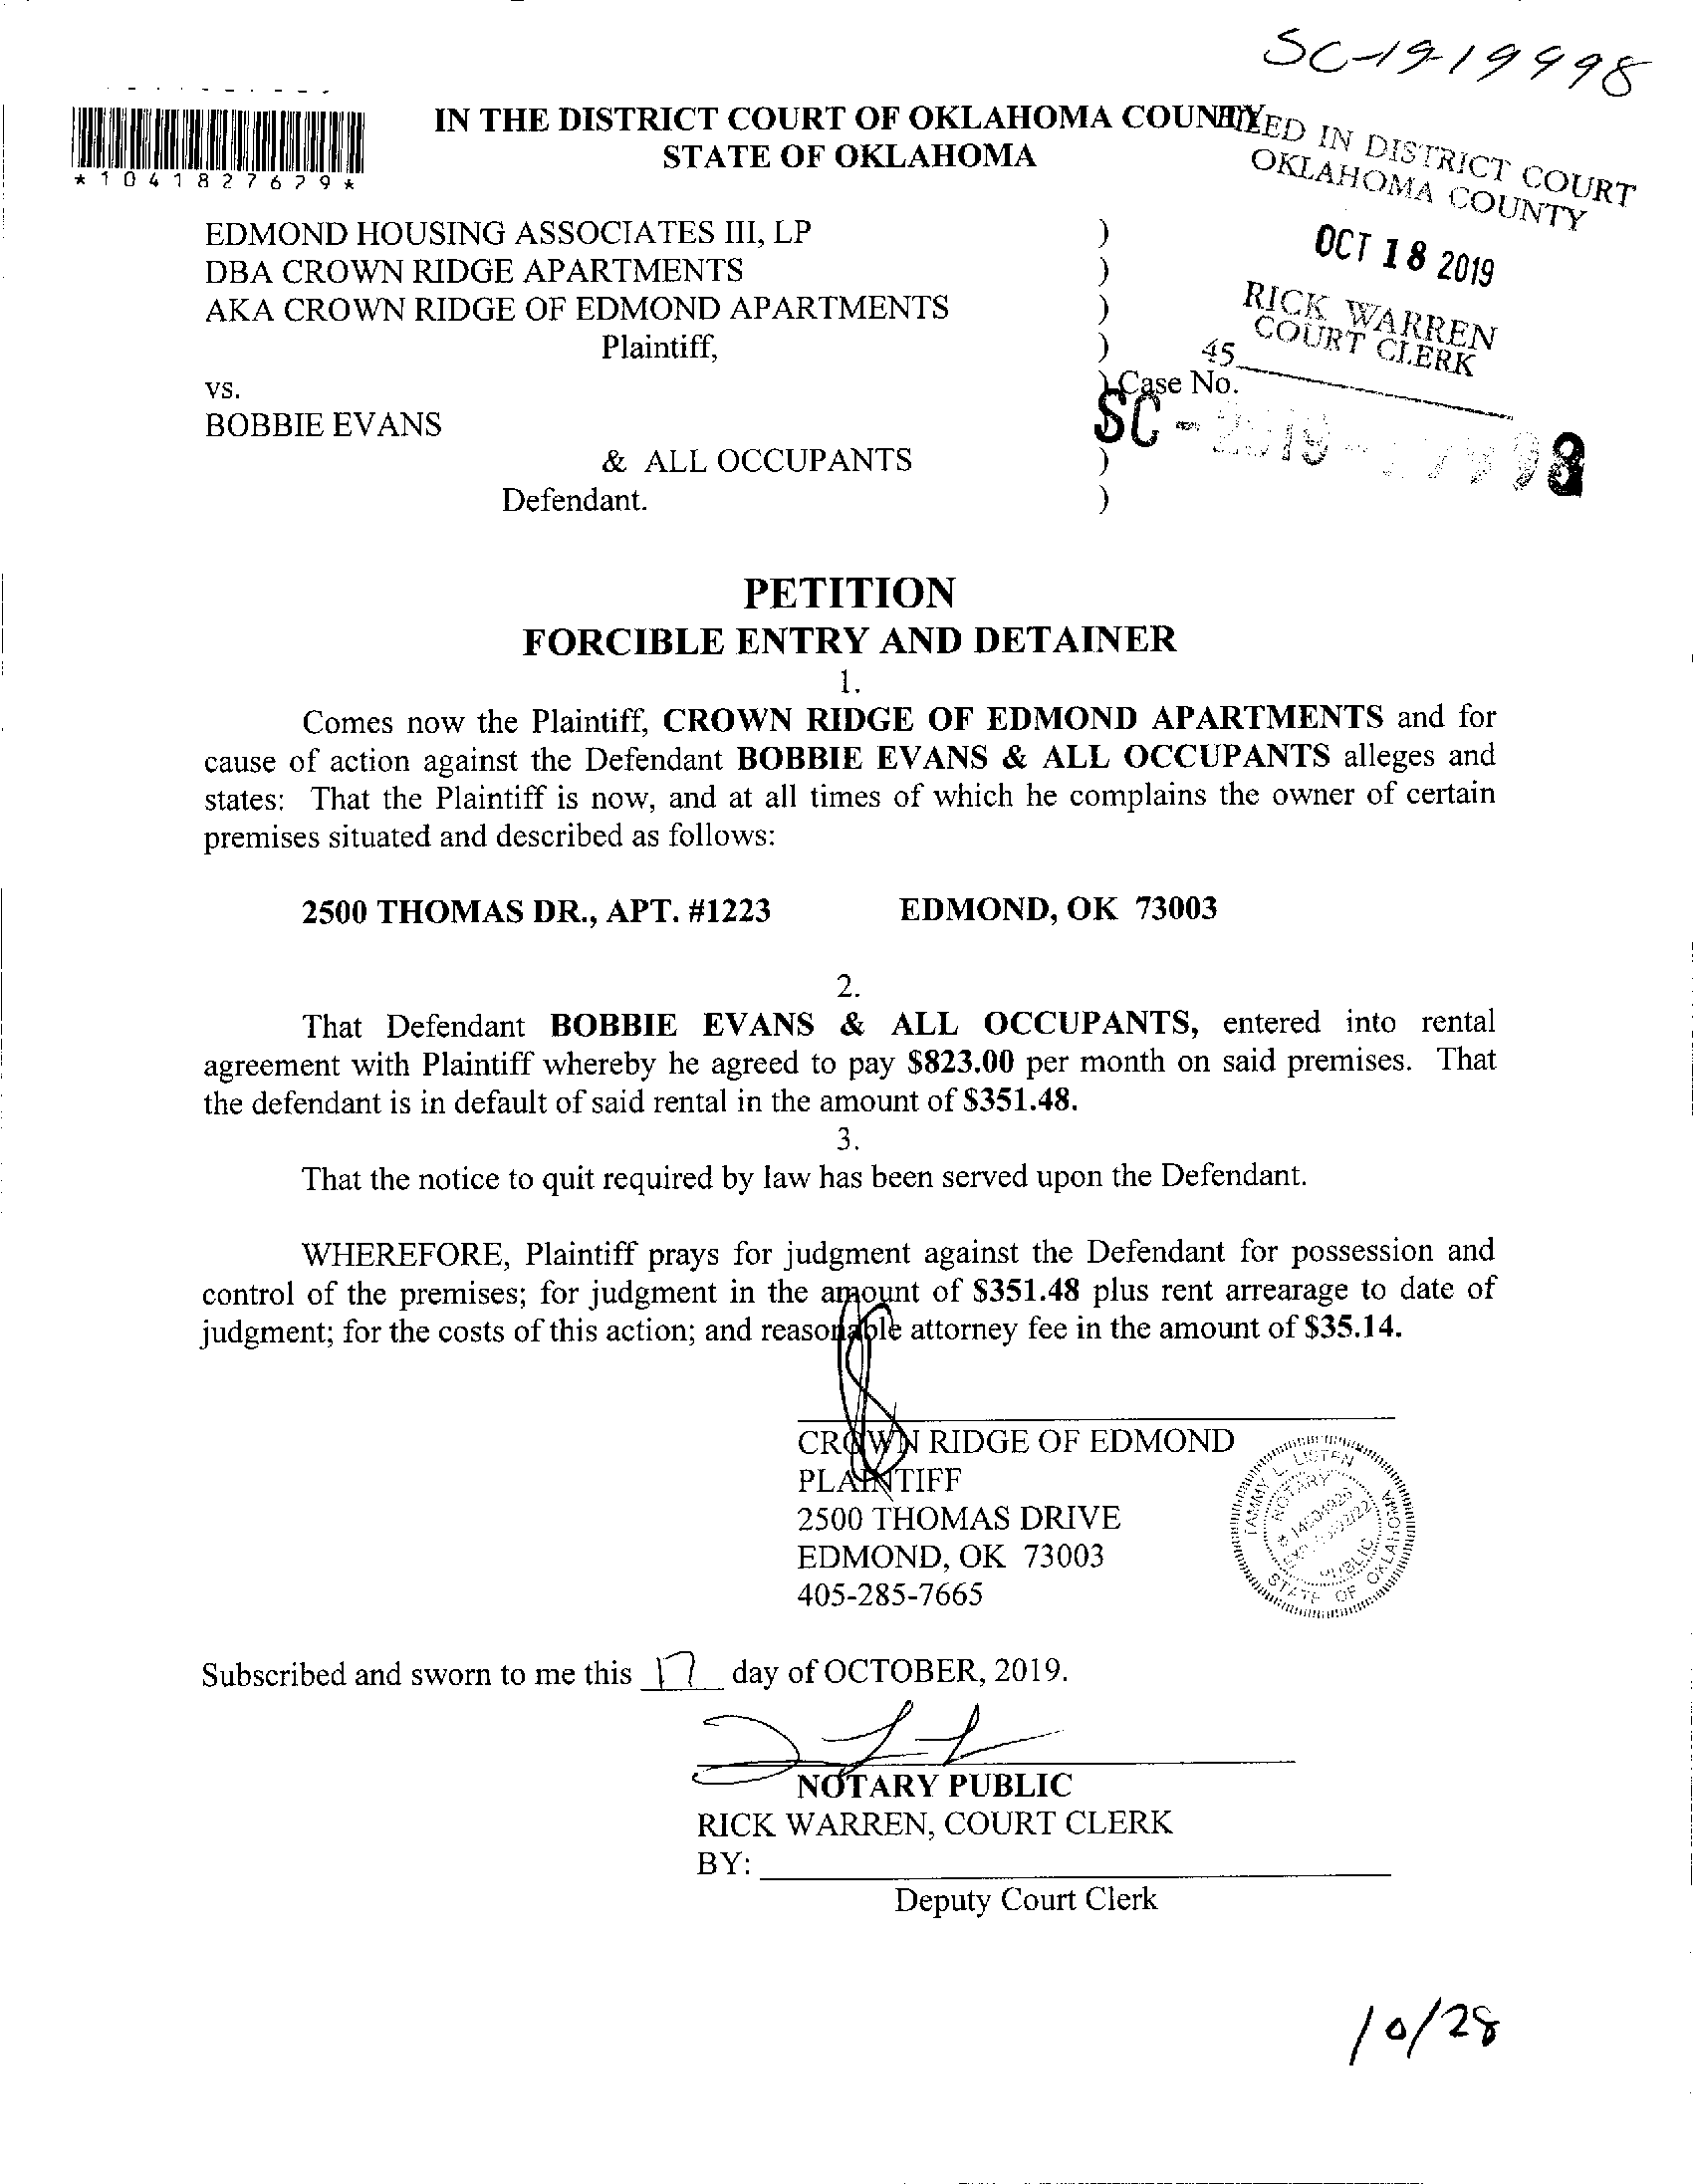 SC-19-19998
*1041827679*
IN THE DISTRICT COURT OF OKLAHOMA COUNTY
STATE OF OKLAHOMA
FILED IN DISTRICT COURT
OKLAHOMA COUNTY
OCT 18 2019
RICK WARREN
COURT CLERK
45
EDMOND HOUSING ASSOCIATES III, LP )
DBA CROWN RIDGE APARTMENTS )
AKA CROWN RIDGE OF EDMOND APARTMENTS )
Plaintiff, )
vs. ) Case No.
BOBBIE EVANS
SC-2019-
& ALL OCCUPANTS )
Defendant. )
PETITION
FORCIBLE ENTRY AND DETAINER
1.
Comes now the Plaintiff, CROWN RIDGE OF EDMOND APARTMENTS and for
cause of action against the Defendant BOBBIE EVANS & ALL OCCUPANTS alleges and
states: That the Plaintiff is now, and at all times of which he complains the owner of certain
premises situated and described as follows:
2500 THOMAS DR., APT. #1223 EDMOND, OK 73003
2.
That Defendant BOBBIE EVANS & ALL OCCUPANTS, entered into rental
agreement with Plaintiff whereby he agreed to pay $823.00 per month on said premises. That
the defendant is in default of said rental in the amount of $351.48.
3.
That the notice to quit required by law has been served upon the Defendant.
WHEREFORE, Plaintiff prays for judgment against the Defendant for possession and
control of the premises; for judgment in the amount of $351.48 plus rent arrearage to date of
judgment; for the costs of this action; and reasonable attorney fee in the amount of $35.14.
CROWN RIDGE OF EDMOND
PLAINTIFF
2500 THOMAS DRIVE
EDMOND, OK 73003
405-285-7665
TAMMY L. LISTEN
NOTARY
PUBLIC
STATE OF OKLAHOMA
Subscribed and sworn to me this 17 day of OCTOBER, 2019.
NOTARY PUBLIC
RICK WARREN, COURT CLERK
BY:
Deputy Court Clerk
10/28